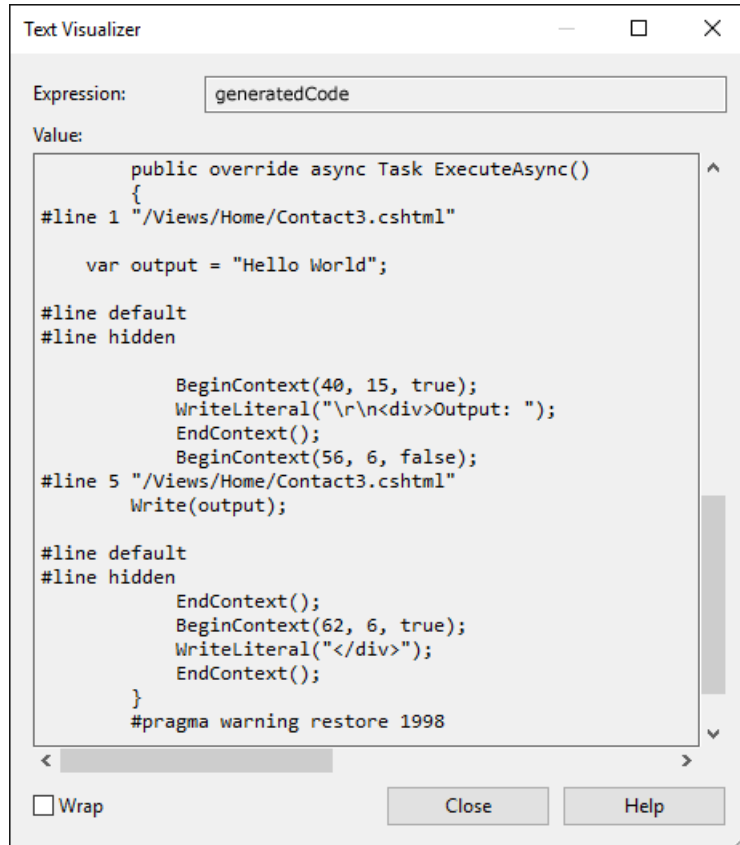 Text Visualizer
Expression: generatedCode
Value:
        public override async Task ExecuteAsync()
        {
#line 1 "/Views/Home/Contact3.cshtml"

    var output = "Hello World";

#line default
#line hidden

            BeginContext(40, 15, true);
            WriteLiteral("\r\n<div>Output: ");
            EndContext();
            BeginContext(56, 6, false);
#line 5 "/Views/Home/Contact3.cshtml"
        Write(output);

#line default
#line hidden
            EndContext();
            BeginContext(62, 6, true);
            WriteLiteral("</div>");
            EndContext();
        }
        #pragma warning restore 1998
Wrap Close Help